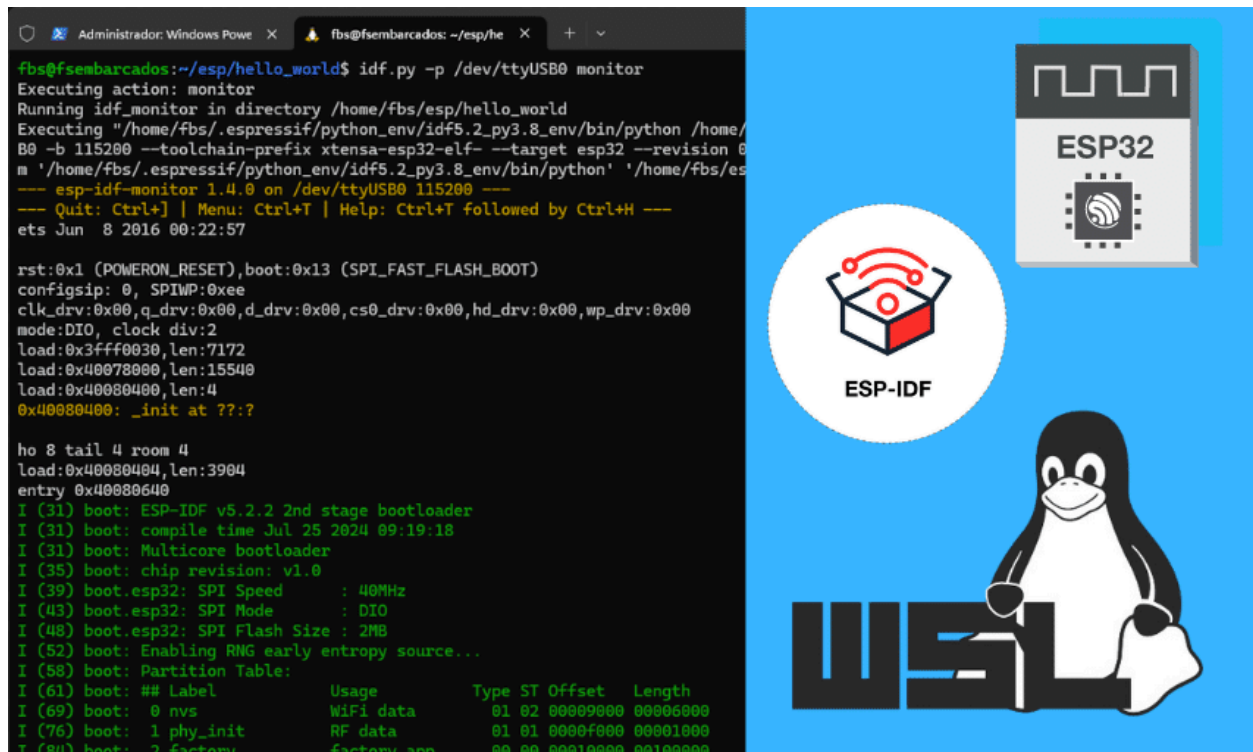 Administrador: Windows Powe
fbs@fsembarcados: ~/esp/he
fbs@fsembarcados:~/esp/hello_world$ idf.py -p /dev/ttyUSB0 monitor
Executing action: monitor
Running idf_monitor in directory /home/fbs/esp/hello_world
Executing "/home/fbs/.espressif/python_env/idf5.2_py3.8_env/bin/python /home/
B0 -b 115200 --toolchain-prefix xtensa-esp32-elf- --target esp32 --revision 0
m '/home/fbs/.espressif/python_env/idf5.2_py3.8_env/bin/python' '/home/fbs/es
--- esp-idf-monitor 1.4.0 on /dev/ttyUSB0 115200 ---
--- Quit: Ctrl+] | Menu: Ctrl+T | Help: Ctrl+T followed by Ctrl+H ---
ets Jun  8 2016 00:22:57
rst:0x1 (POWERON_RESET),boot:0x13 (SPI_FAST_FLASH_BOOT)
configsip: 0, SPIWP:0xee
clk_drv:0x00,q_drv:0x00,d_drv:0x00,cs0_drv:0x00,hd_drv:0x00,wp_drv:0x00
mode:DIO, clock div:2
load:0x3fff0030,len:7172
load:0x40078000,len:15540
load:0x40080400,len:4
0x40080400: _init at ??:?
ho 8 tail 4 room 4
load:0x40080404,len:3904
entry 0x40080640
I (31) boot: ESP-IDF v5.2.2 2nd stage bootloader
I (31) boot: compile time Jul 25 2024 09:19:18
I (31) boot: Multicore bootloader
I (35) boot: chip revision: v1.0
I (39) boot.esp32: SPI Speed      : 40MHz
I (43) boot.esp32: SPI Mode       : DIO
I (48) boot.esp32: SPI Flash Size : 2MB
I (52) boot: Enabling RNG early entropy source...
I (58) boot: Partition Table:
I (61) boot: ## Label            Usage          Type ST Offset   Length
I (69) boot:  0 nvs              WiFi data        01 02 00009000 00006000
I (76) boot:  1 phy_init         RF data          01 01 0000f000 00001000
I (84) boot:  2 factory          factory app      00 00 00010000 00100000
ESP32
ESP-IDF
WSL